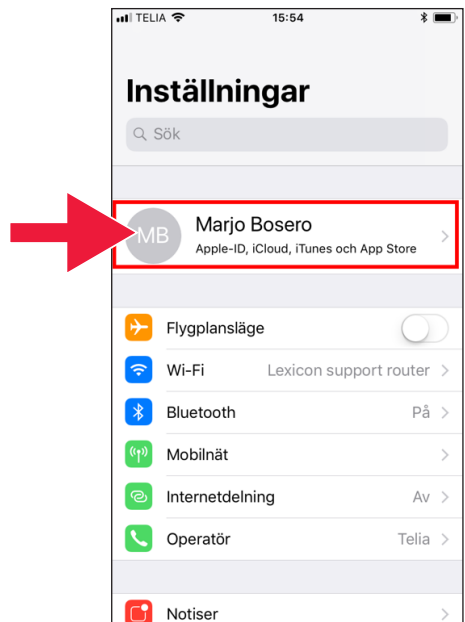 TELIA 15:54
Inställningar
Sök
MB
Marjo Bosero
Apple-ID, iCloud, iTunes och App Store
Flygplansläge
Wi-Fi Lexicon support router
Bluetooth På
Mobilnät
Internetdelning Av
Operatör Telia
Notiser